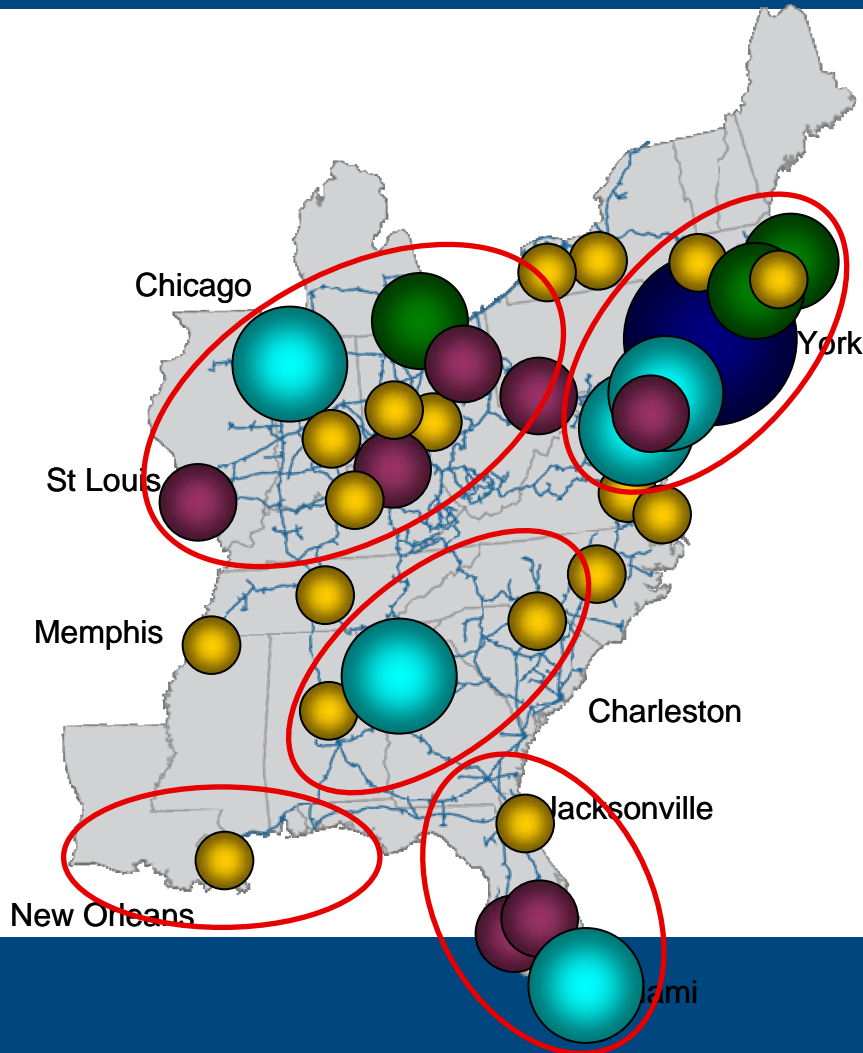 Chicago
York
St Louis
Memphis
Charleston
Jacksonville
New Orleans